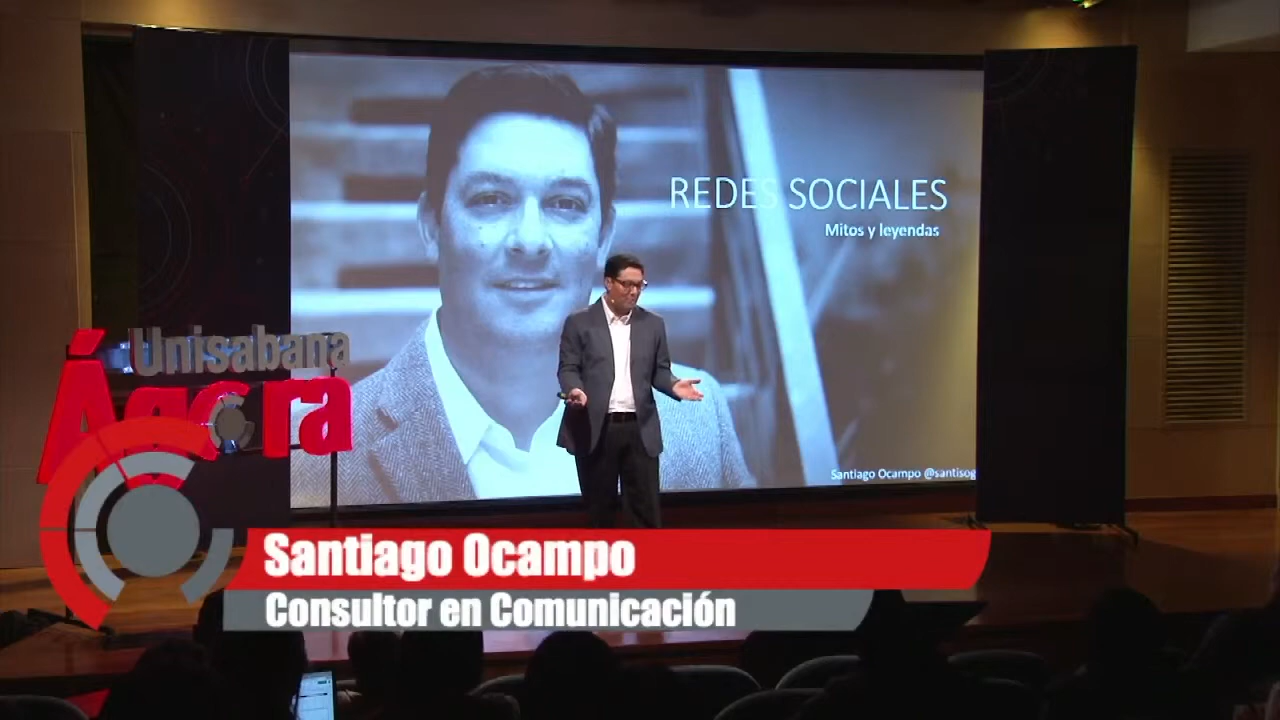 REDES SOCIALES
Mitos y leyendas
Unisabana
Ágora
Santiago Ocampo @santisog
Santiago Ocampo
Consultor en Comunicación